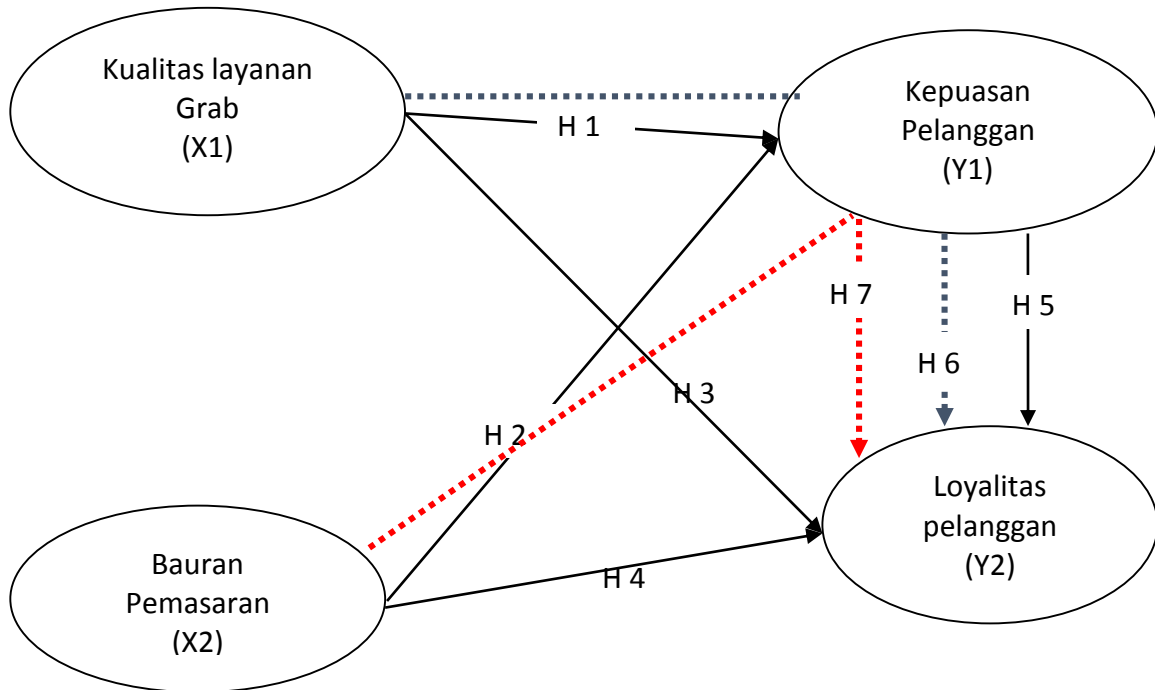 Kualitas layanan
Grab
(X1)
Kepuasan
Pelanggan
(Y1)
H 1
H 7
H 5
H 6
H 3
H 2
Bauran
Pemasaran
(X2)
H 4
Loyalitas
pelanggan
(Y2)